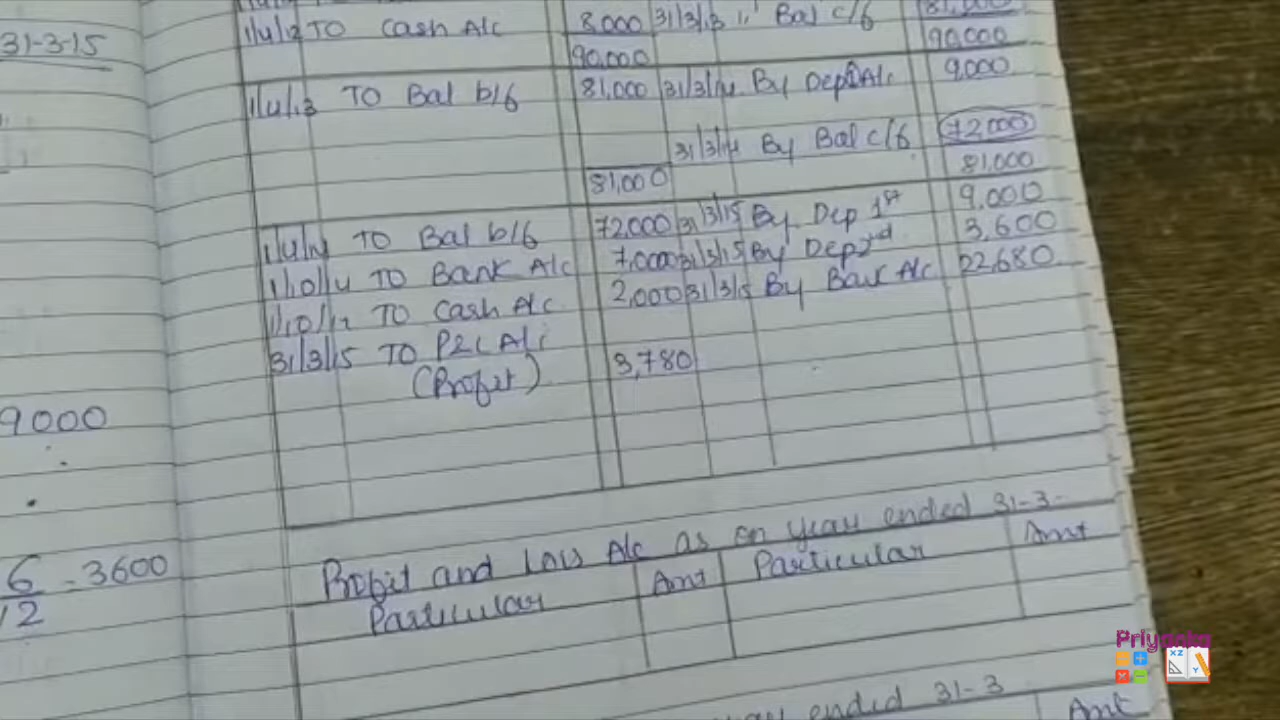 31-3-15
1/4/12 TO Cash A/c 8,000 31/3/13 " Bal c/b 81,000
90,000 90,000
1/4/13 TO Bal b/b 81,000 31/3/14 By Dep A/c 9,000
31/3/14 By Bal c/b 72,000
81,000 81,000
1/4/14 TO Bal b/b 72,000 31/3/15 By Dep 1st 9,000
1/10/14 TO Bank A/c 7,000 31/3/15 By Dep 2nd 3,600
1/10/12 TO Cash A/c 2,000 31/3/15 By Bank A/c 22,680
31/3/15 TO P&L A/c
(Profit) 3,780
9000
6/12 = 3600
Profit and Loss A/c as on year ended 31-3-
Particular Amt Particular Amt
year ended 31-3
Amt
Priyanka